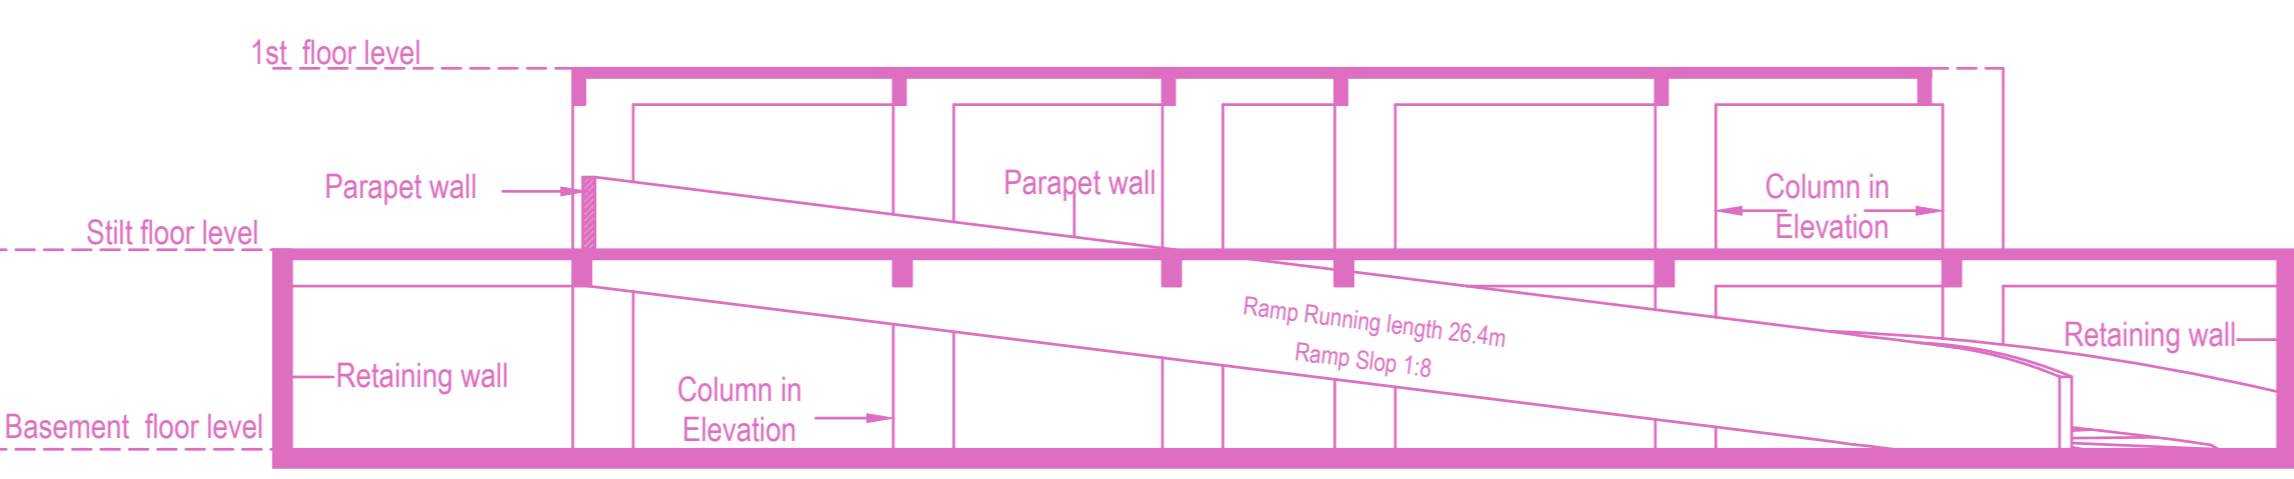 1st floor level
Parapet wall
Parapet wall
Column in
Elevation
Stilt floor level
Ramp Running length 26.4m
Ramp Slop 1:8
Retaining wall
Retaining wall
Column in
Elevation
Basement floor level